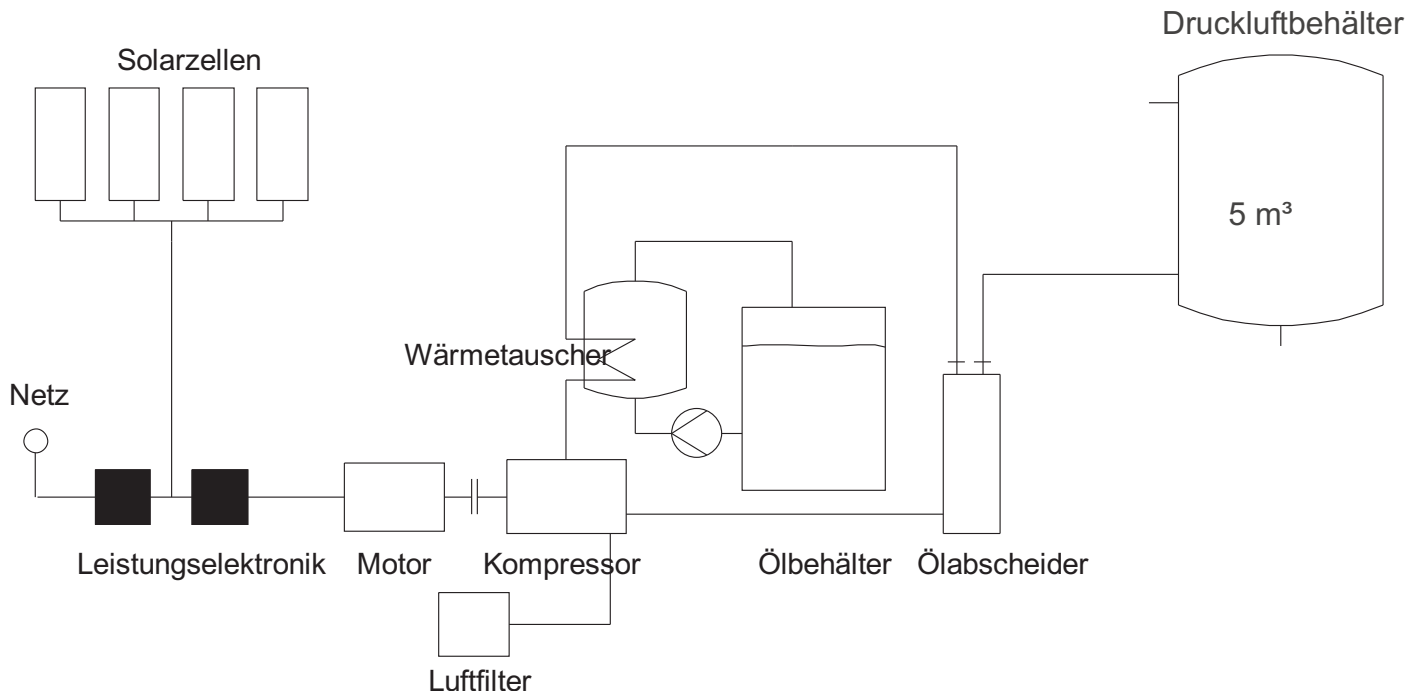 Druckluftbehälter
Solarzellen
5 m³
Wärmetauscher
Netz
Leistungselektronik Motor Kompressor Ölbehälter Ölabscheider
Luftfilter